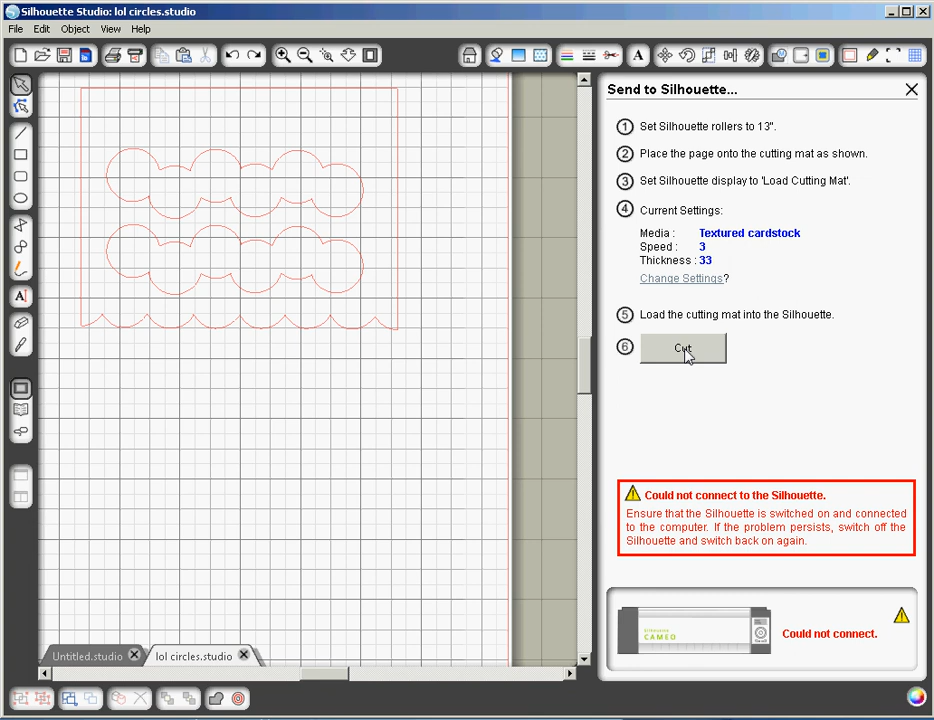 Silhouette Studio: lol circles.studio
File Edit Object View Help
A
Send to Silhouette...
1 Set Silhouette rollers to 13".
2 Place the page onto the cutting mat as shown.
3 Set Silhouette display to 'Load Cutting Mat'.
4 Current Settings:
Media : Textured cardstock
Speed : 3
Thickness : 33
Change Settings?
5 Load the cutting mat into the Silhouette.
6 Cut
A
Could not connect to the Silhouette.
Ensure that the Silhouette is switched on and connected
to the computer. If the problem persists, switch off the
Silhouette and switch back on again.
Silhouette
CAMEO
Could not connect.
Untitled.studio lol circles.studio